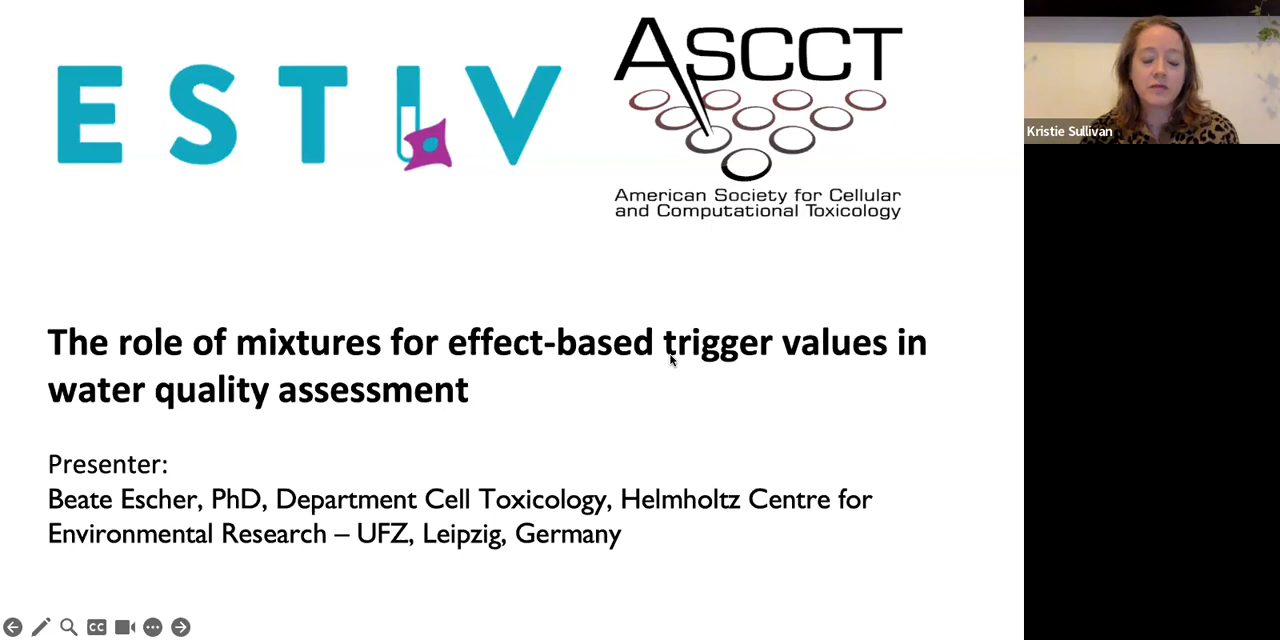 ESTIV
ASCCT
American Society for Cellular
and Computational Toxicology
Kristie Sullivan
The role of mixtures for effect-based trigger values in
water quality assessment
Presenter:
Beate Escher, PhD, Department Cell Toxicology, Helmholtz Centre for
Environmental Research – UFZ, Leipzig, Germany
CC